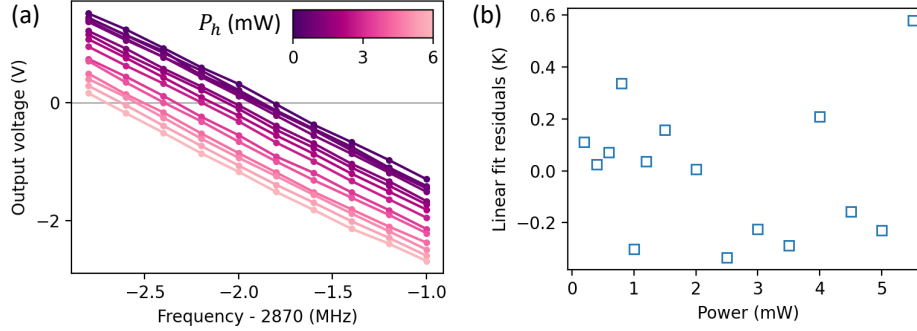 (a)
P_h (mW)
0
3
6
0
−2
Output voltage (V)
−2.5
−2.0
−1.5
−1.0
Frequency - 2870 (MHz)
(b)
0.6
0.4
0.2
0.0
−0.2
Linear fit residuals (K)
0
1
2
3
4
5
Power (mW)